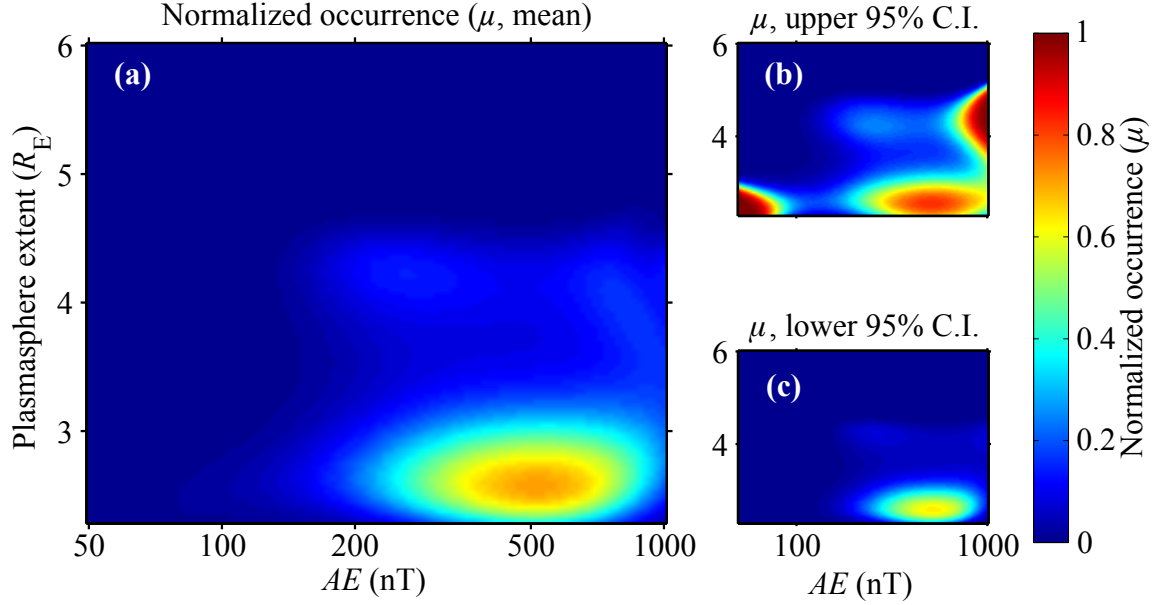 Normalized occurrence (μ, mean)
(a)
6
5
4
3
Plasmasphere extent (R_E)
50
100
200
500
1000
AE (nT)
μ, upper 95% C.I.
(b)
6
4
μ, lower 95% C.I.
(c)
6
4
100
1000
AE (nT)
1
0.8
0.6
0.4
0.2
0
Normalized occurrence (μ)